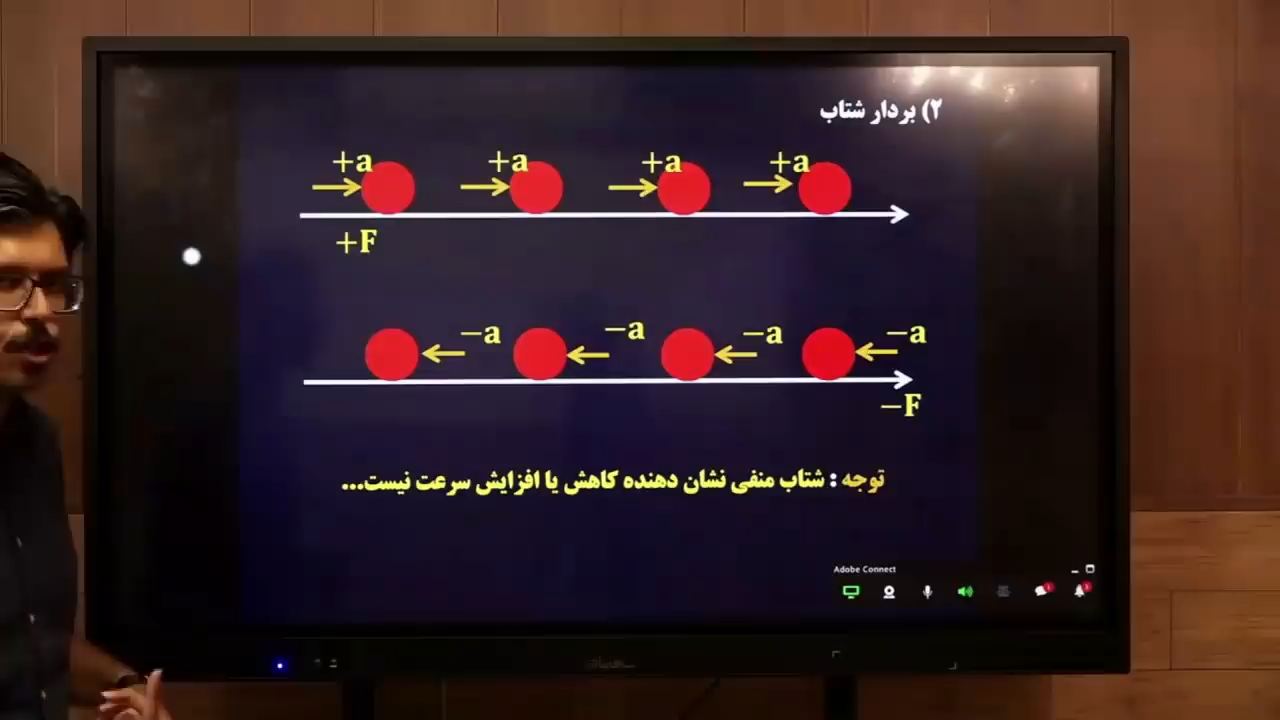 ۲) بردار شتاب
+a +a +a +a
+F
−a −a −a −a
−F
توجه : شتاب منفی نشان دهنده کاهش یا افزایش سرعت نیست...
Adobe Connect